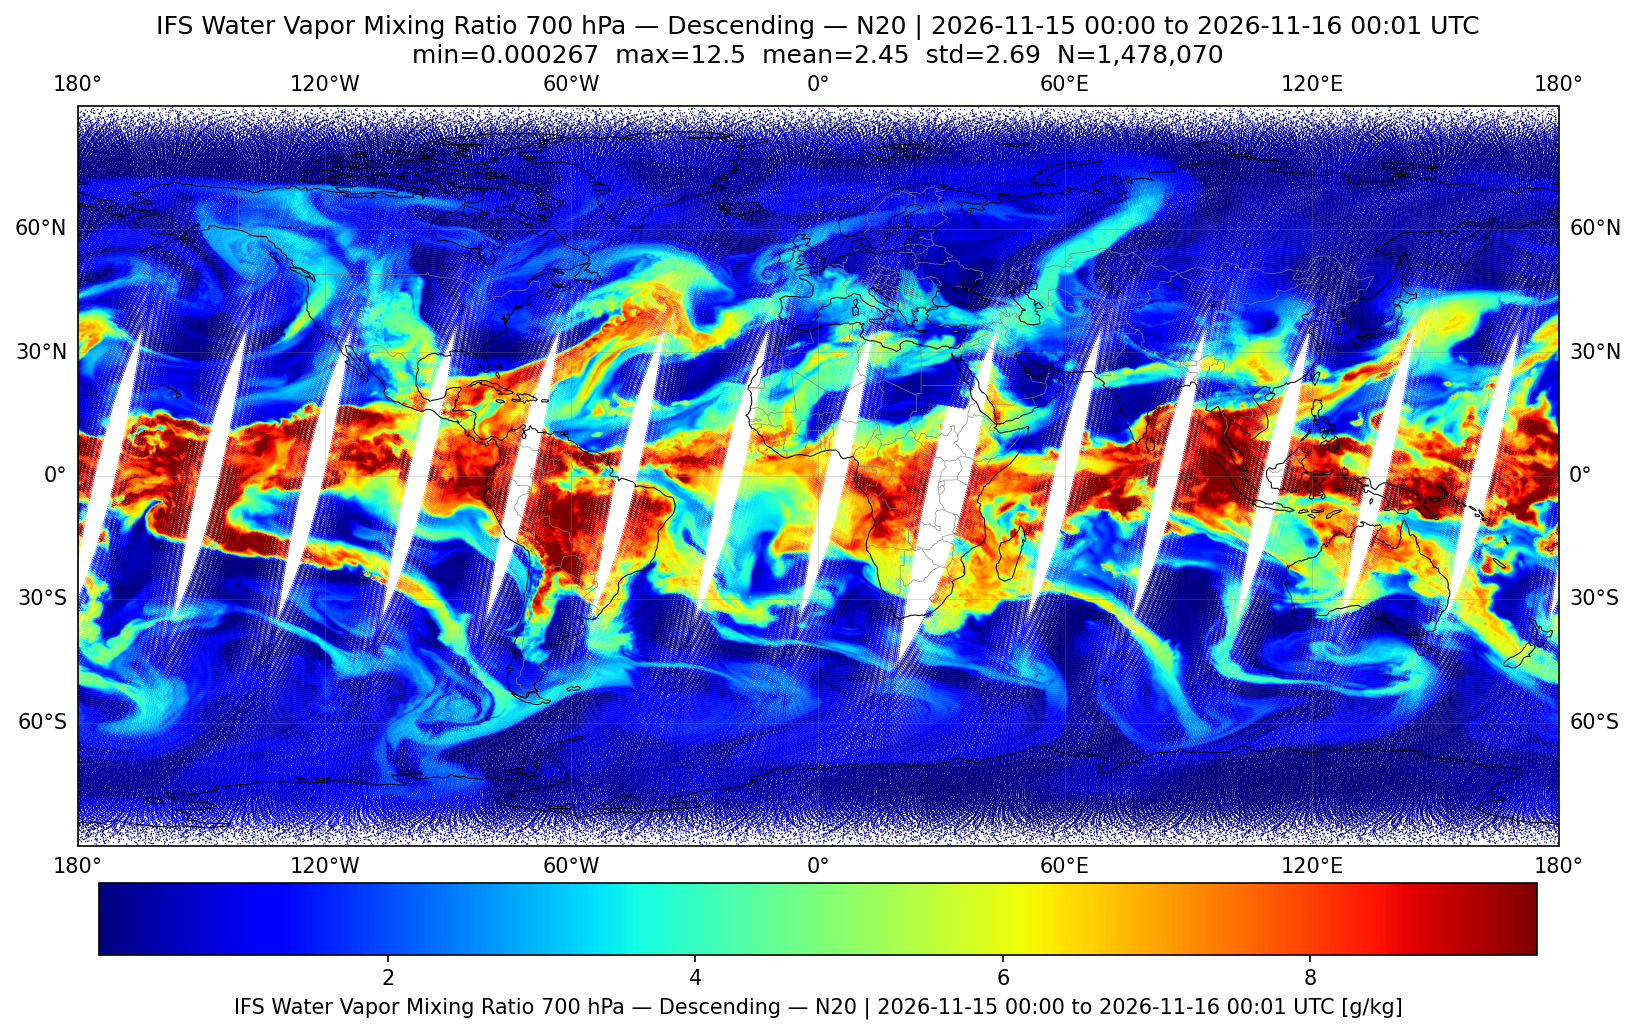 IFS Water Vapor Mixing Ratio 700 hPa — Descending — N20 | 2026-11-15 00:00 to 2026-11-16 00:01 UTC
min=0.000267  max=12.5  mean=2.45  std=2.69  N=1,478,070
180° 120°W 60°W 0° 60°E 120°E 180°
60°N 60°N
30°N 30°N
0° 0°
30°S 30°S
60°S 60°S
180° 120°W 60°W 0° 60°E 120°E 180°
2 4 6 8
IFS Water Vapor Mixing Ratio 700 hPa — Descending — N20 | 2026-11-15 00:00 to 2026-11-16 00:01 UTC [g/kg]